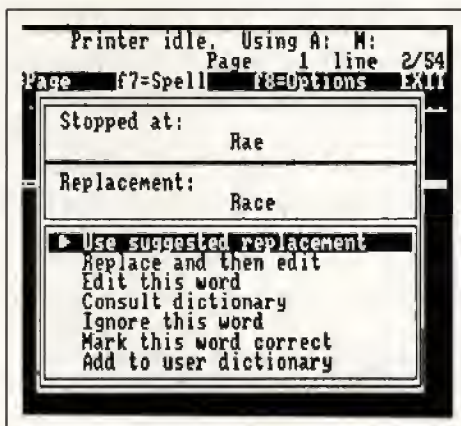 Printer idle. Using A: M:
Page 1 line 2/54
Page f7=Spell f8=Options EXIT
Stopped at:
Rae
Replacement:
Race
▶ Use suggested replacement
Replace and then edit
Edit this word
Consult dictionary
Ignore this word
Mark this word correct
Add to user dictionary